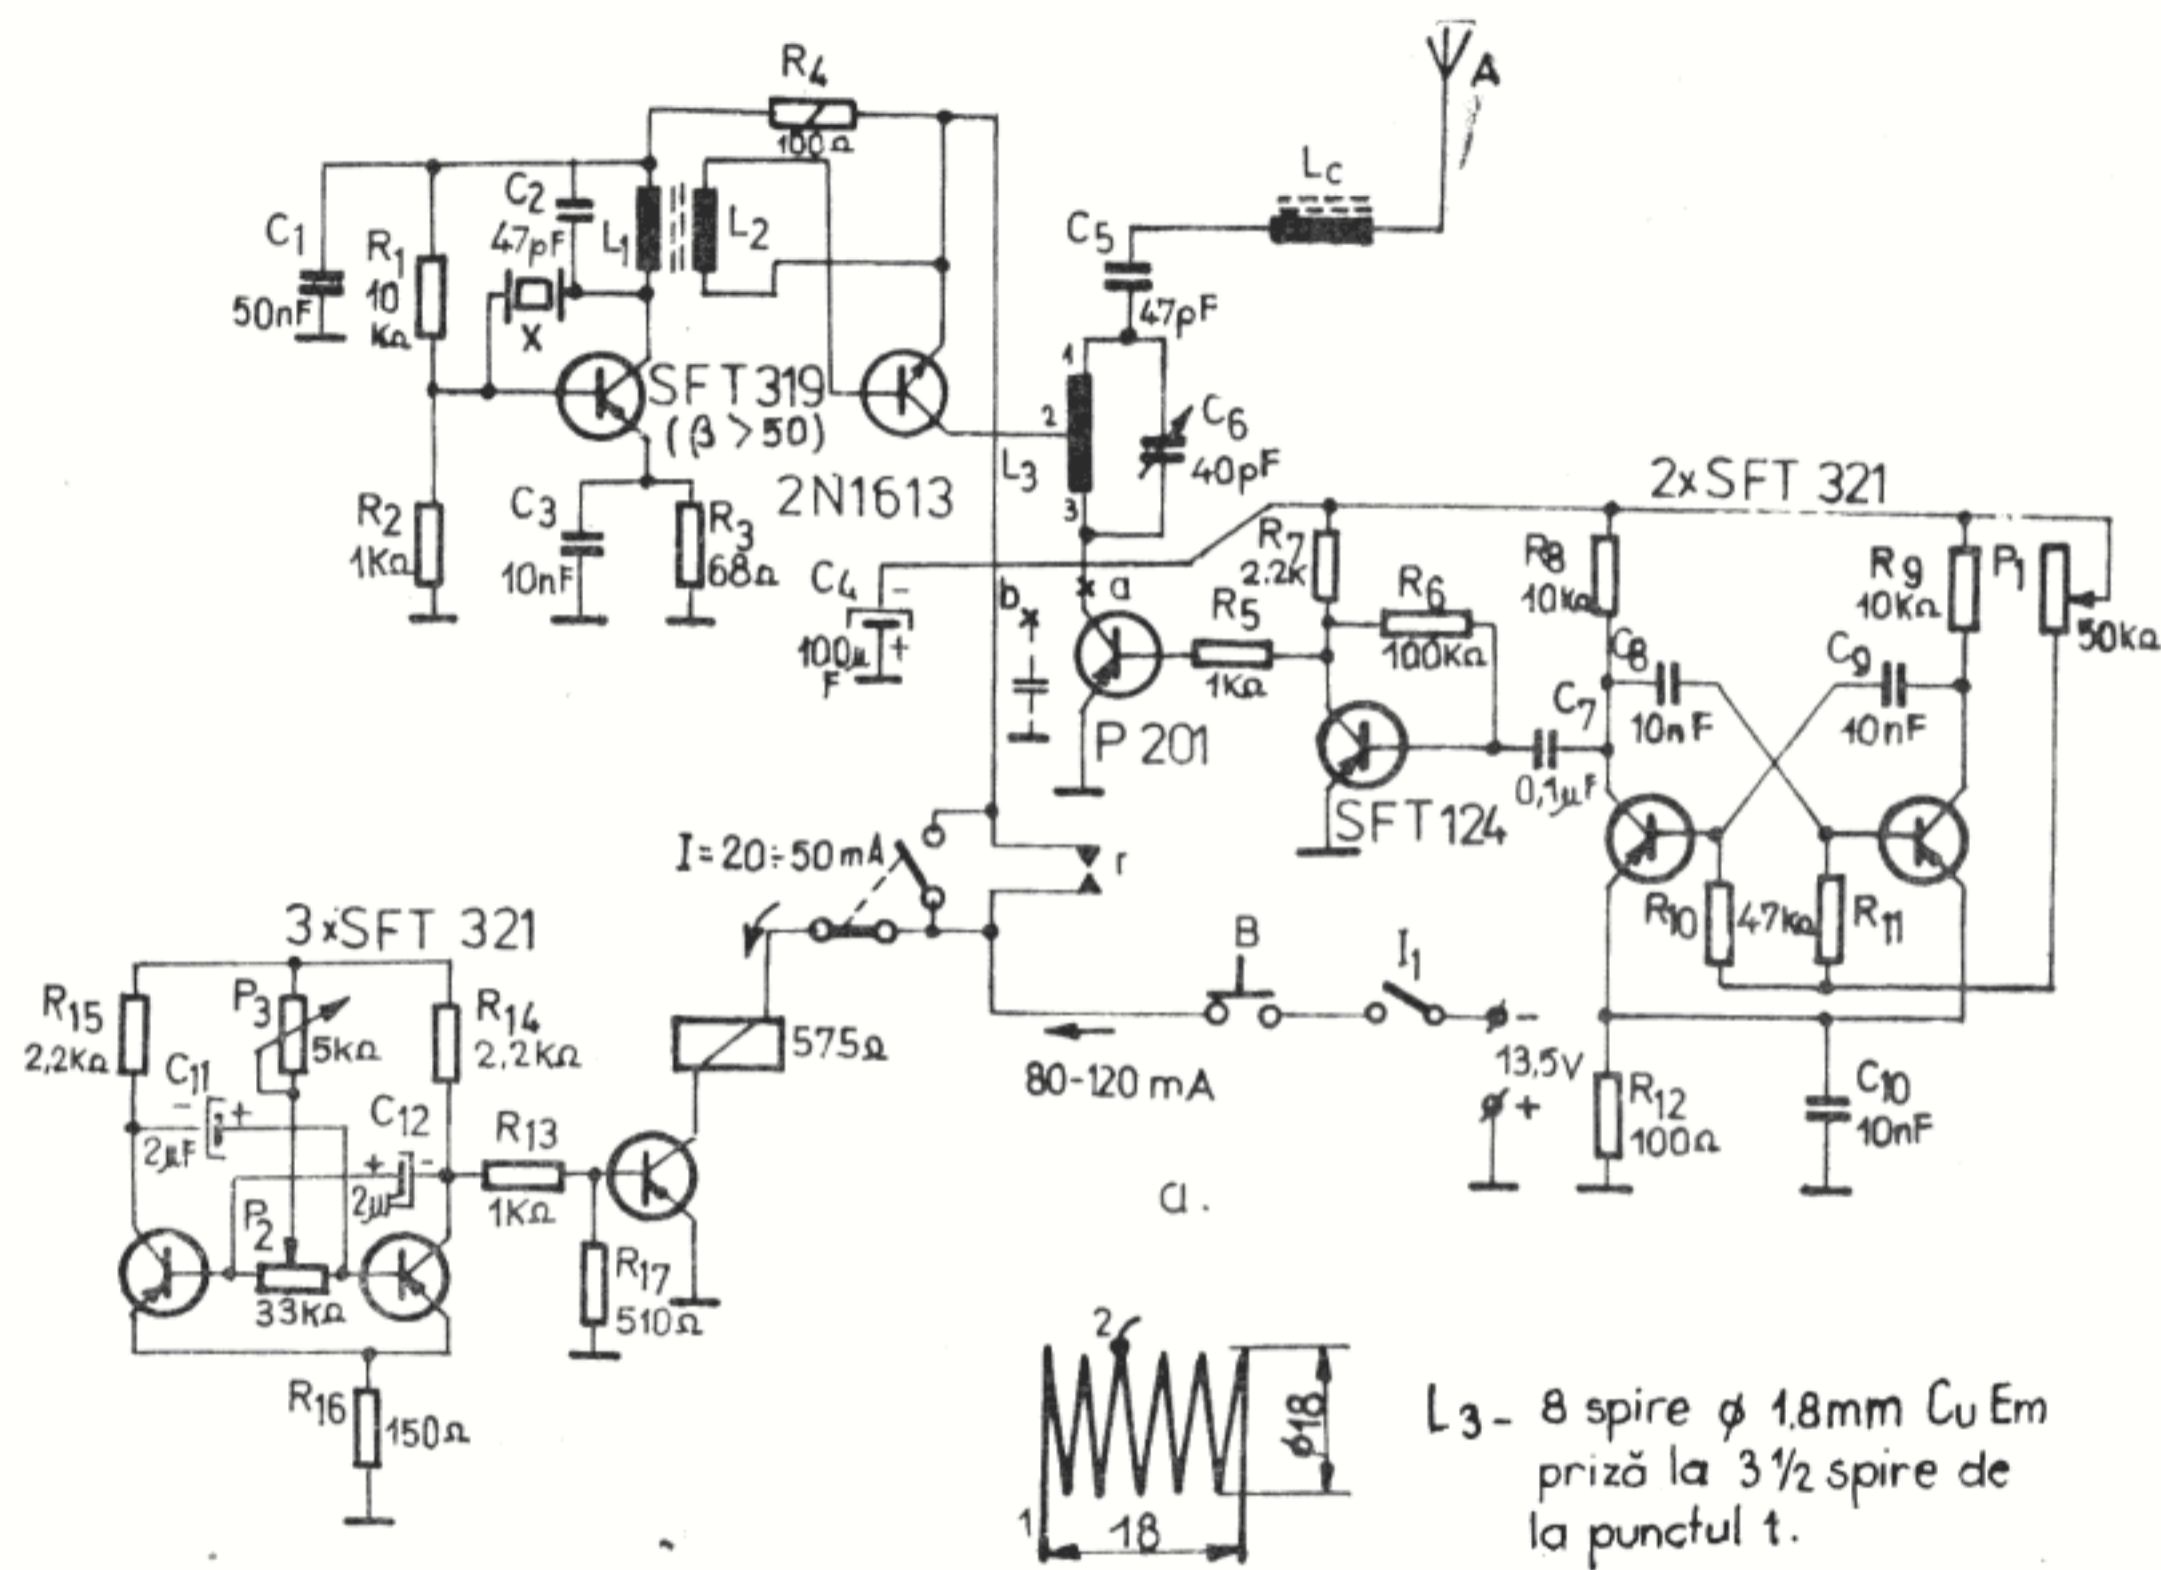 R4
100Ω
A
Lc
C1
50nF
R1
10
KΩ
C2
47pF
L1
L2
X
C5
47pF
SFT319
(β > 50)
2N1613
1
2
3
L3
C6
40pF
R2
1KΩ
C3
10nF
R3
68Ω
C4
-
+
100μ
F
b
a
R5
1KΩ
P 201
R7
2.2K
R6
100KΩ
SFT124
C7
0,1μF
2xSFT 321
R8
10KΩ
R9
10KΩ
P1
50KΩ
C8
10nF
C9
10nF
R10
47KΩ
R11
R12
100Ω
C10
10nF
I=20÷50mA
r
B
I1
-
13,5V
+
80-120 mA
575Ω
3xSFT 321
R15
2,2KΩ
P3
5KΩ
R14
2,2KΩ
C11
- +
2μF
C12
+ -
2μF
R13
1KΩ
P2
33KΩ
R17
510Ω
R16
150Ω
a.
2
1
18
ϕ18
L3- 8 spire ϕ 1.8mm Cu Em
priză la 3 1/2 spire de
la punctul 1.